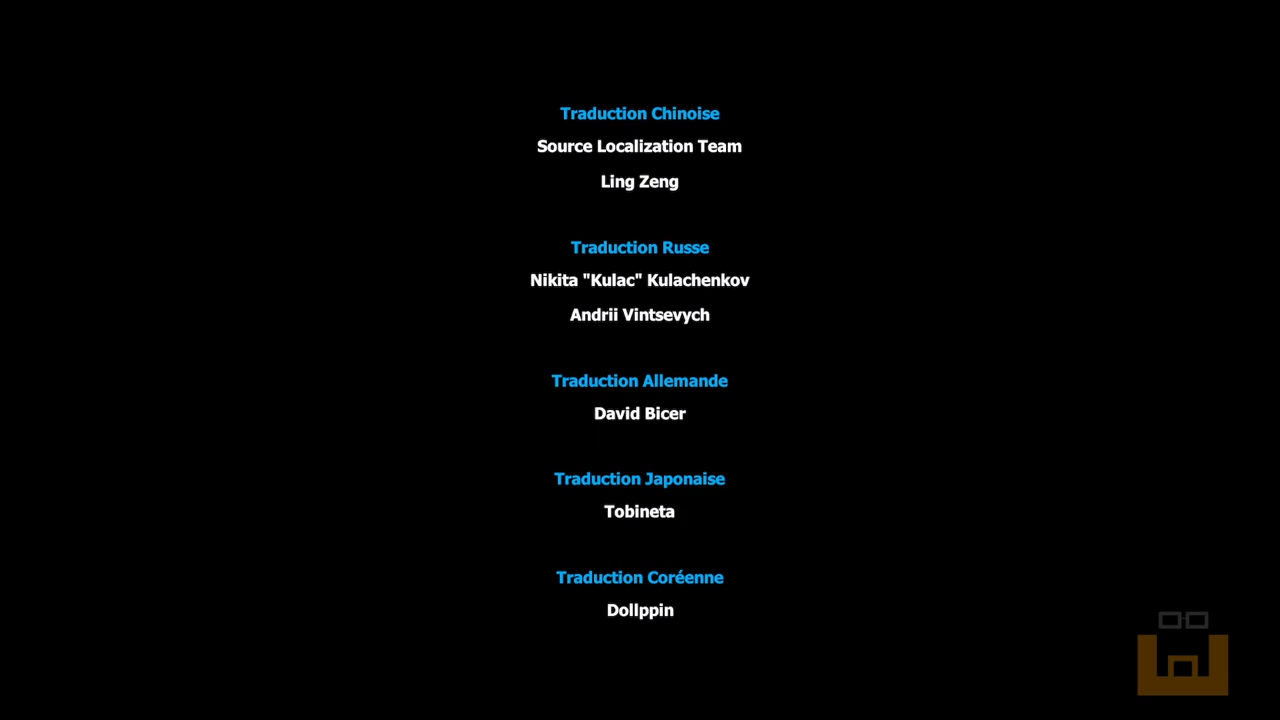 Traduction Chinoise
Source Localization Team
Ling Zeng
Traduction Russe
Nikita "Kulac" Kulachenkov
Andrii Vintsevych
Traduction Allemande
David Bicer
Traduction Japonaise
Tobineta
Traduction Coréenne
Dollppin